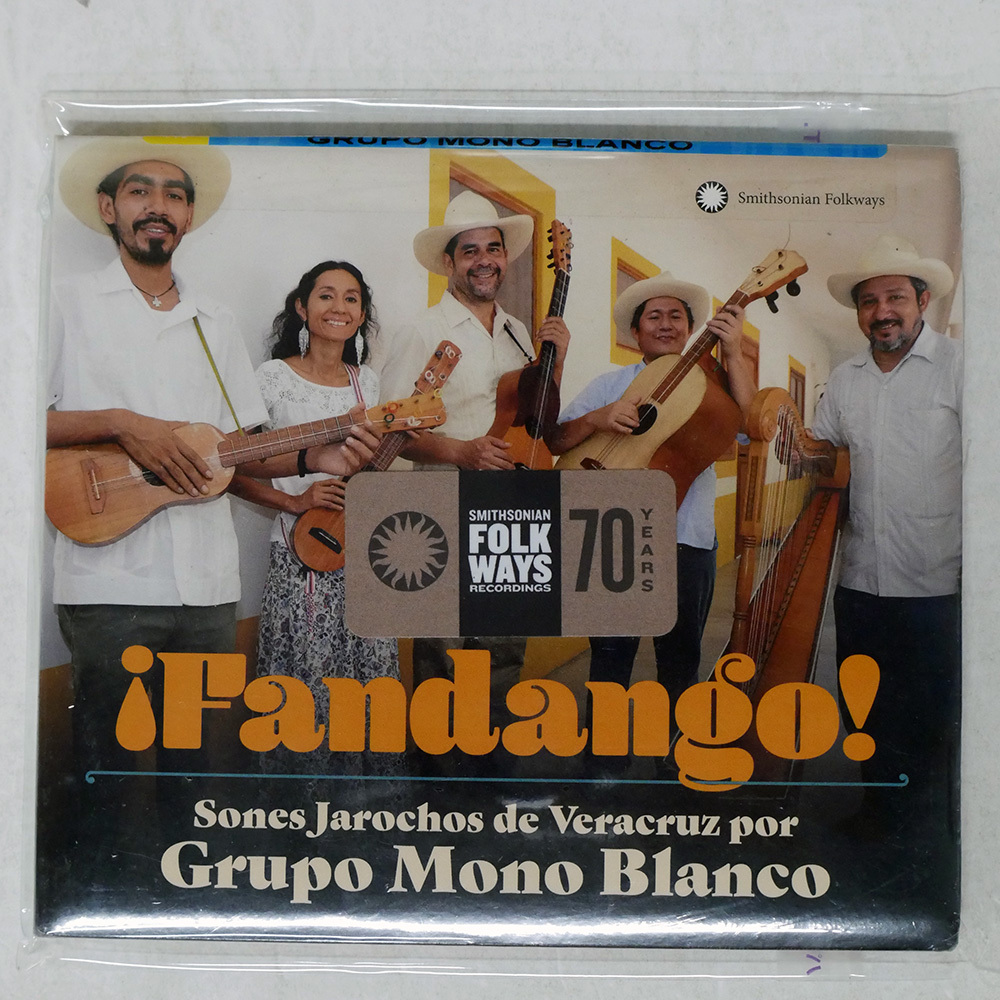 GRUPO MONO BLANCO
Smithsonian Folkways
SMITHSONIAN
FOLK
WAYS
RECORDINGS
70
YEARS
¡Fandango!
Sones Jarochos de Veracruz por
Grupo Mono Blanco